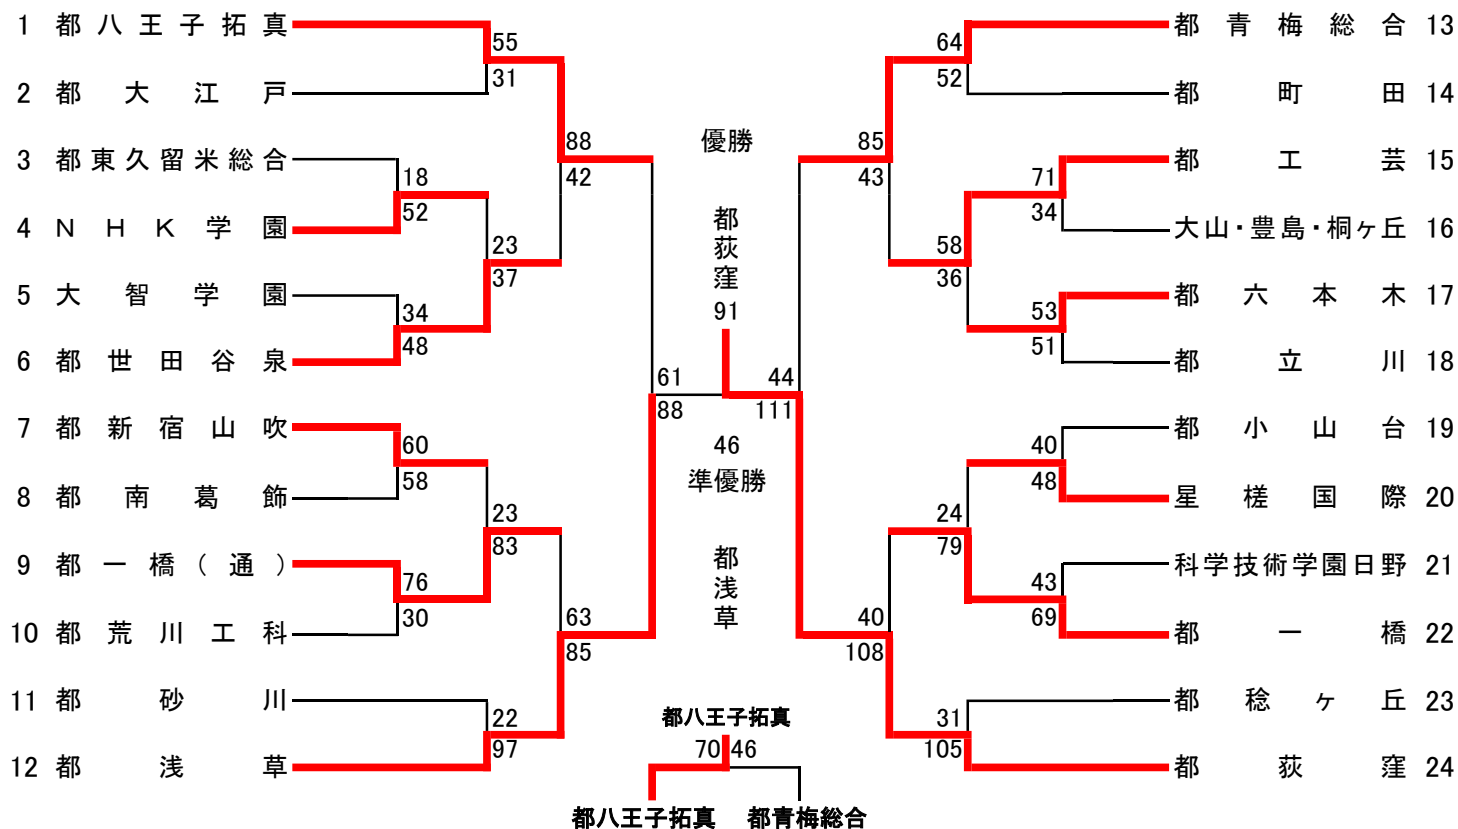 1 都八王子拓真
2 都大江戸
3 都東久留米総合
4 NHK学園
5 大智学園
6 都世田谷泉
7 都新宿山吹
8 都南葛飾
9 都一橋(通)
10 都荒川工科
11 都砂川
12 都浅草
55
31
18
52
34
48
60
58
76
30
22
97
23
37
23
83
88
42
63
85
61
88
優勝
都荻窪
91
46
準優勝
都浅草
44
111
85
43
40
108
64
52
58
36
24
79
31
105
71
34
53
51
40
48
43
69
都青梅総合 13
都町田 14
都工芸 15
大山・豊島・桐ヶ丘 16
都六本木 17
都立川 18
都小山台 19
星槎国際 20
科学技術学園日野 21
都一橋 22
都稔ヶ丘 23
都荻窪 24
都八王子拓真
70 46
都八王子拓真 都青梅総合